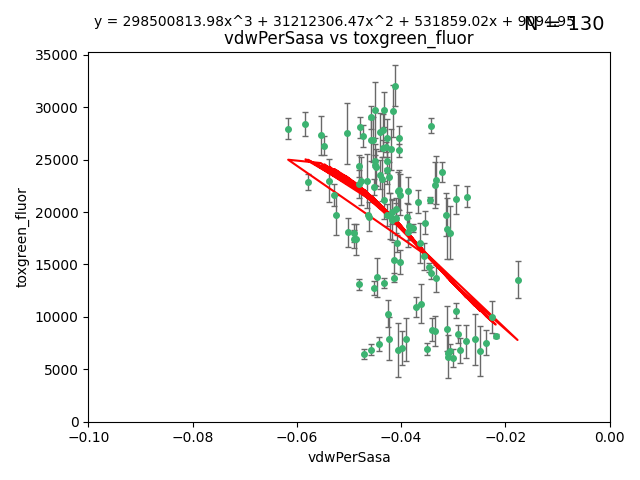 y = 298500813.98x^3 + 31212306.47x^2 + 531859.02x + 9094.95
N = 130
vdwPerSasa vs toxgreen_fluor
35000
30000
25000
20000
15000
10000
5000
0
toxgreen_fluor
−0.10 −0.08 −0.06 −0.04 −0.02 0.00
vdwPerSasa